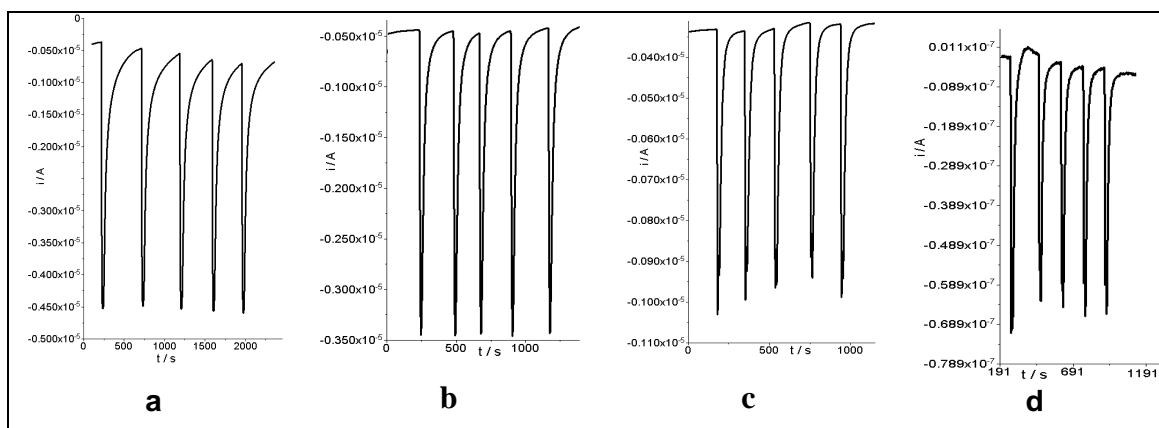 0
-0.050x10-5
-0.100x10-5
-0.150x10-5
-0.200x10-5
i / A
-0.300x10-5
-0.350x10-5
-0.400x10-5
-0.450x10-5
-0.500x10-5
0 500 1000 1500 2000
t / s
a
-0.050x10-5
-0.100x10-5
-0.150x10-5
i / A
-0.200x10-5
-0.250x10-5
-0.300x10-5
-0.350x10-5
0 500 1000
t / s
b
-0.040x10-5
-0.050x10-5
-0.060x10-5
i / A
-0.070x10-5
-0.080x10-5
-0.090x10-5
-0.100x10-5
-0.110x10-5
0 500 1000
t / s
c
0.011x10-7
-0.089x10-7
-0.189x10-7
i / A
-0.289x10-7
-0.389x10-7
-0.489x10-7
-0.589x10-7
-0.689x10-7
-0.789x10-7
191 t / s 691 1191
d